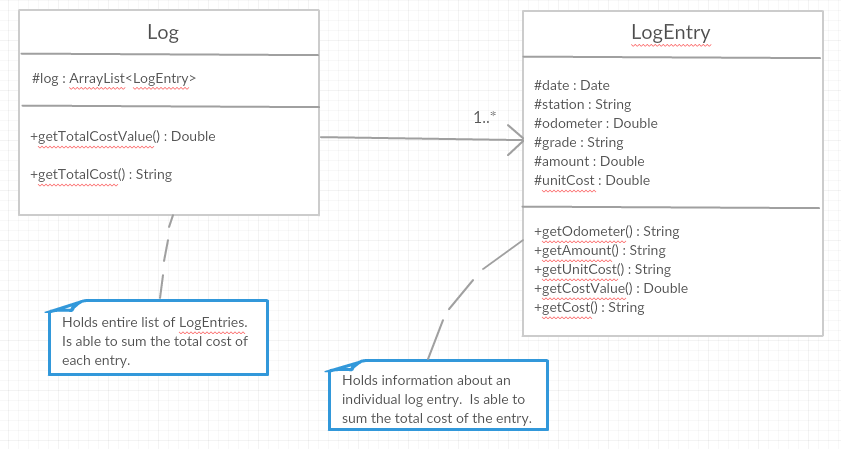 Log
#log : ArrayList<LogEntry>
+getTotalCostValue() : Double
+getTotalCost() : String
1..*
LogEntry
#date : Date
#station : String
#odometer : Double
#grade : String
#amount : Double
#unitCost : Double
+getOdometer() : String
+getAmount() : String
+getUnitCost() : String
+getCostValue() : Double
+getCost() : String
Holds entire list of LogEntries.
Is able to sum the total cost of
each entry.
Holds information about an
individual log entry.  Is able to
sum the total cost of the entry.